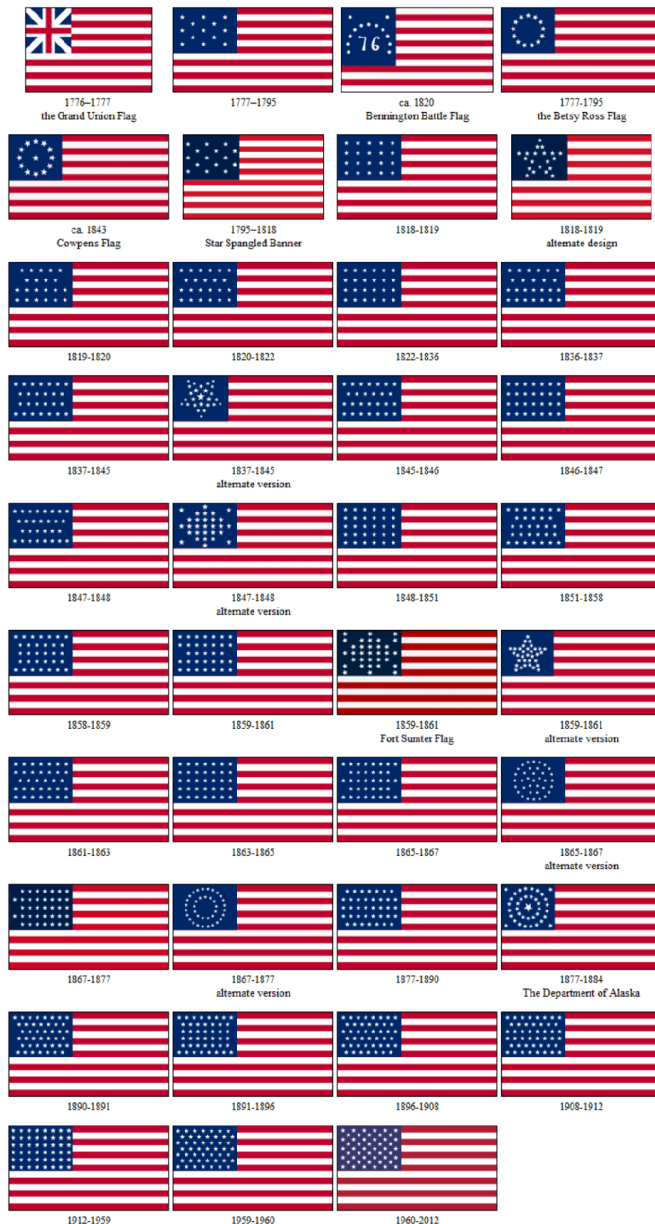 76
1776–1777
the Grand Union Flag
1777–1795
ca. 1820
Bennington Battle Flag
1777-1795
the Betsy Ross Flag
ca. 1843
Cowpens Flag
1795–1818
Star Spangled Banner
1818-1819
1818-1819
alternate design
1819-1820
1820-1822
1822-1836
1836-1837
1837-1845
1837-1845
alternate version
1845-1846
1846-1847
1847-1848
1847-1848
alternate version
1848-1851
1851-1858
1858-1859
1859-1861
1859-1861
Fort Sumter Flag
1859-1861
alternate version
1861-1863
1863-1865
1865-1867
1865-1867
alternate version
1867-1877
1867-1877
alternate version
1877-1890
1877-1884
The Department of Alaska
1890-1891
1891-1896
1896-1908
1908-1912
1912-1959
1959-1960
1960-2012